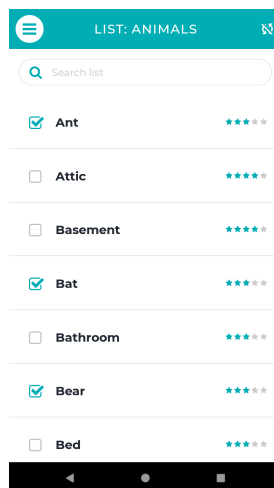 LIST: ANIMALS
Search list
Ant
Attic
Basement
Bat
Bathroom
Bear
Bed